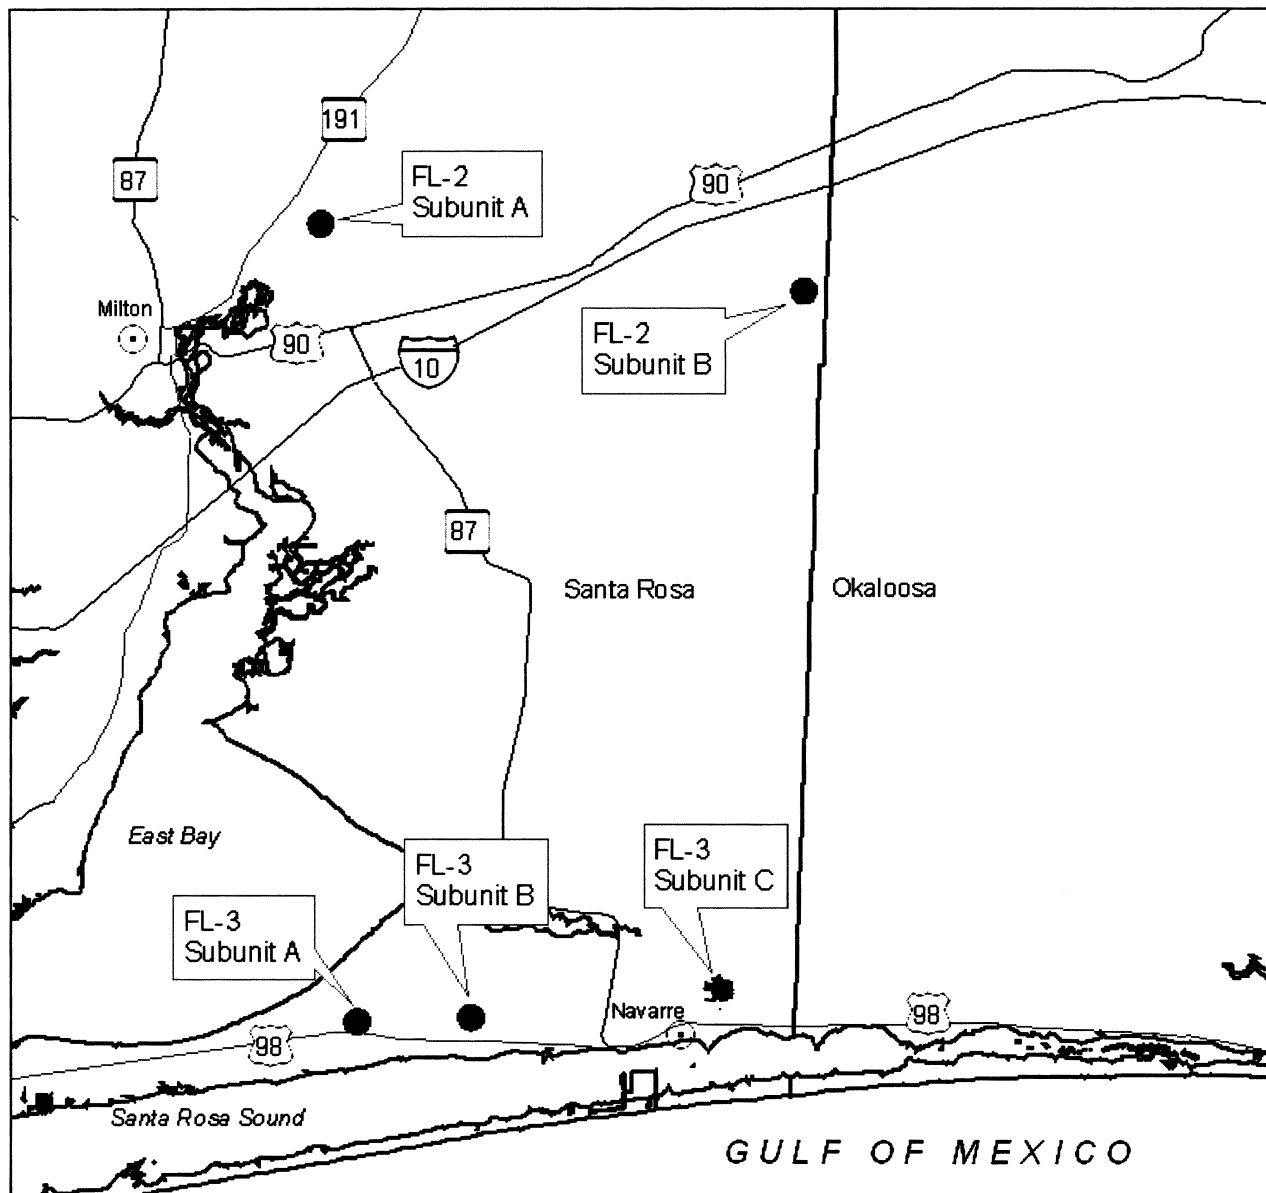 191
87
FL-2
Subunit A
90
Milton
90
10
FL-2
Subunit B
87
Santa Rosa
Okaloosa
East Bay
FL-3
Subunit B
FL-3
Subunit C
FL-3
Subunit A
Navarre
98
98
Santa Rosa Sound
GULF OF MEXICO